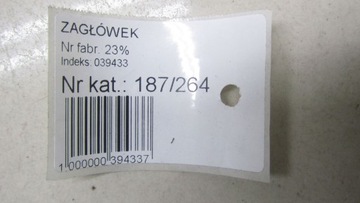 ZAGŁÓWEK
Nr fabr. 23%
Indeks: 039433
Nr kat.: 187/264
1 000000 394337